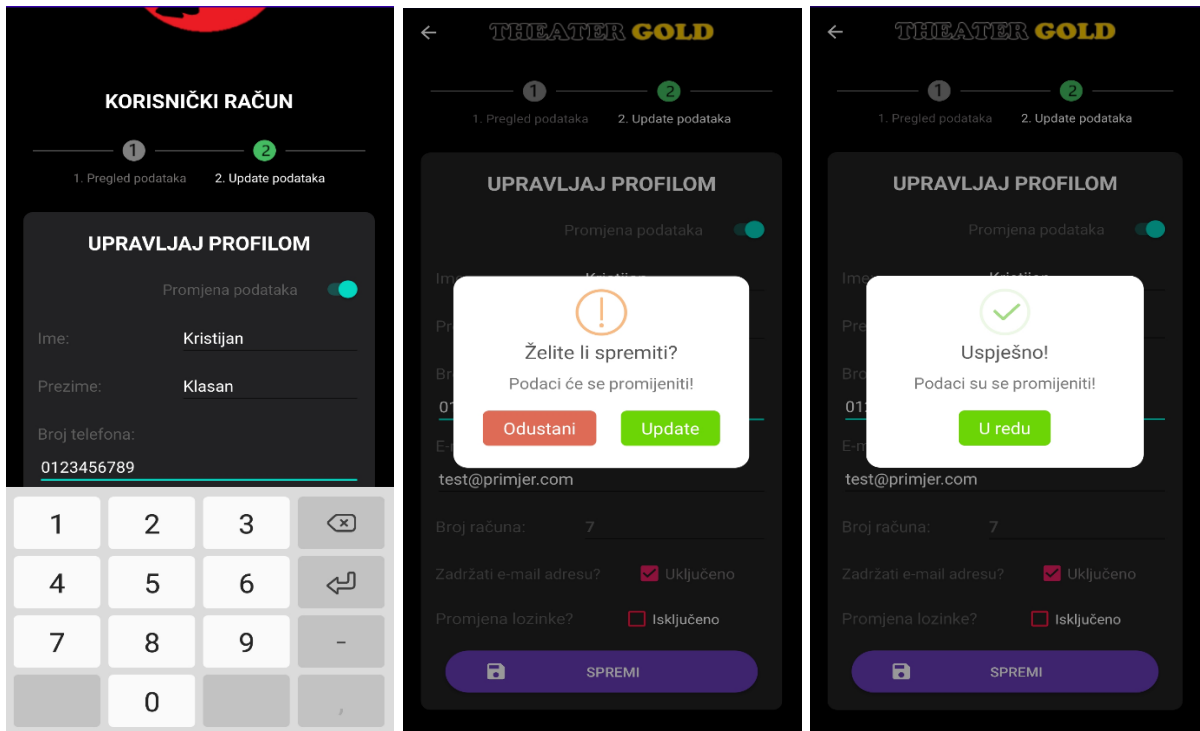 KORISNIČKI RAČUN
1 2
1. Pregled podataka 2. Update podataka
UPRAVLJAJ PROFILOM
Promjena podataka
Ime: Kristijan
Prezime: Klasan
Broj telefona:
0123456789
1 2 3
4 5 6
7 8 9 -
0 ,
THEATER GOLD
1 2
1. Pregled podataka 2. Update podataka
UPRAVLJAJ PROFILOM
Promjena podataka
Želite li spremiti?
Podaci će se promijeniti!
Odustani Update
test@primjer.com
Broj računa: 7
Zadržati e-mail adresu? Uključeno
Promjena lozinke? Isključeno
SPREMI
THEATER GOLD
1 2
1. Pregled podataka 2. Update podataka
UPRAVLJAJ PROFILOM
Promjena podataka
Uspješno!
Podaci su se promijeniti!
U redu
test@primjer.com
Broj računa: 7
Zadržati e-mail adresu? Uključeno
Promjena lozinke? Isključeno
SPREMI